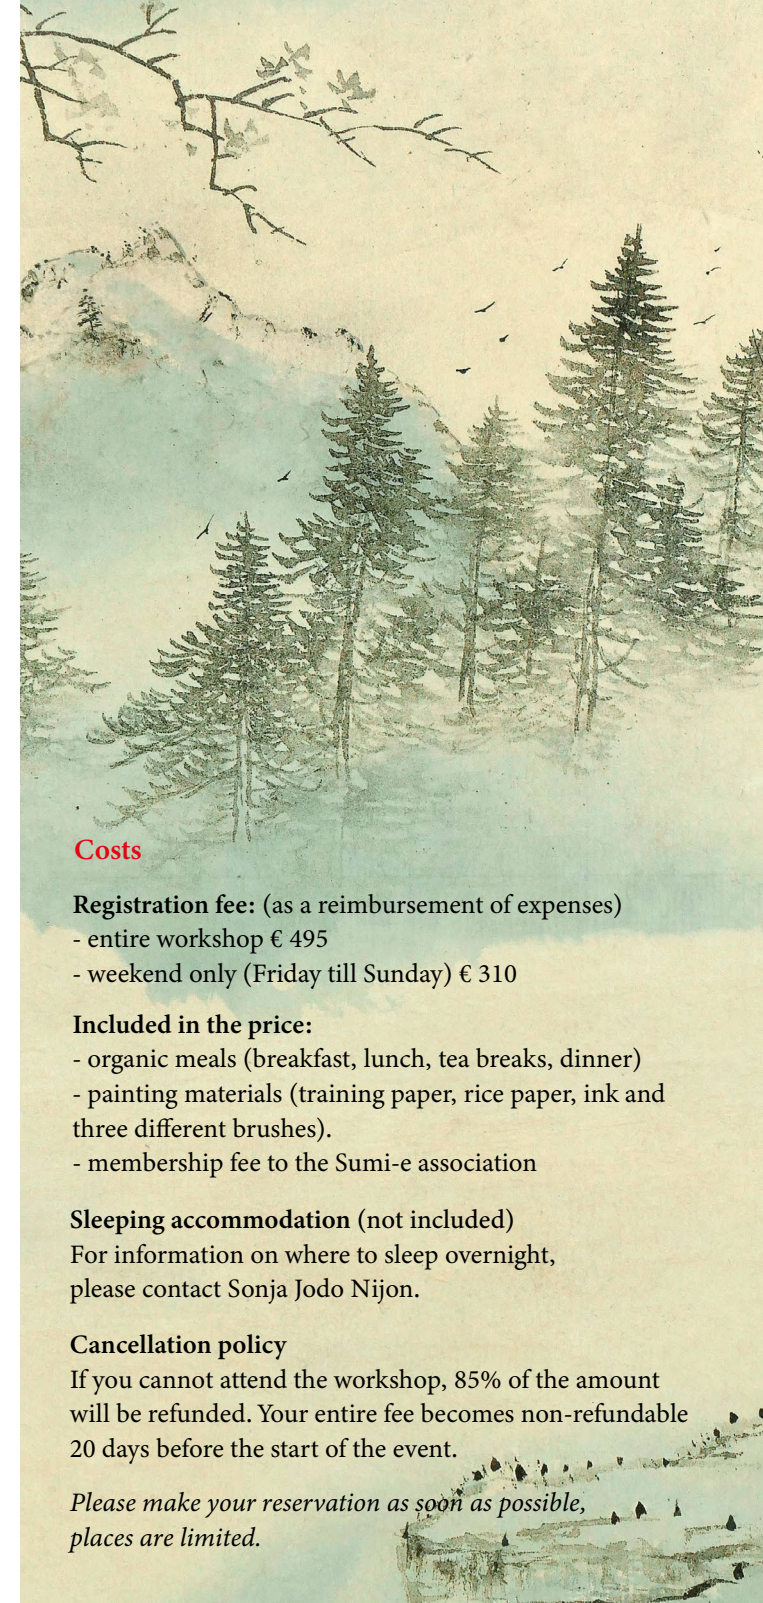 Costs
Registration fee: (as a reimbursement of expenses)
- entire workshop € 495
- weekend only (Friday till Sunday) € 310
Included in the price:
- organic meals (breakfast, lunch, tea breaks, dinner)
- painting materials (training paper, rice paper, ink and
three different brushes).
- membership fee to the Sumi-e association
Sleeping accommodation (not included)
For information on where to sleep overnight,
please contact Sonja Jodo Nijon.
Cancellation policy
If you cannot attend the workshop, 85% of the amount
will be refunded. Your entire fee becomes non-refundable
20 days before the start of the event.
Please make your reservation as soon as possible,
places are limited.